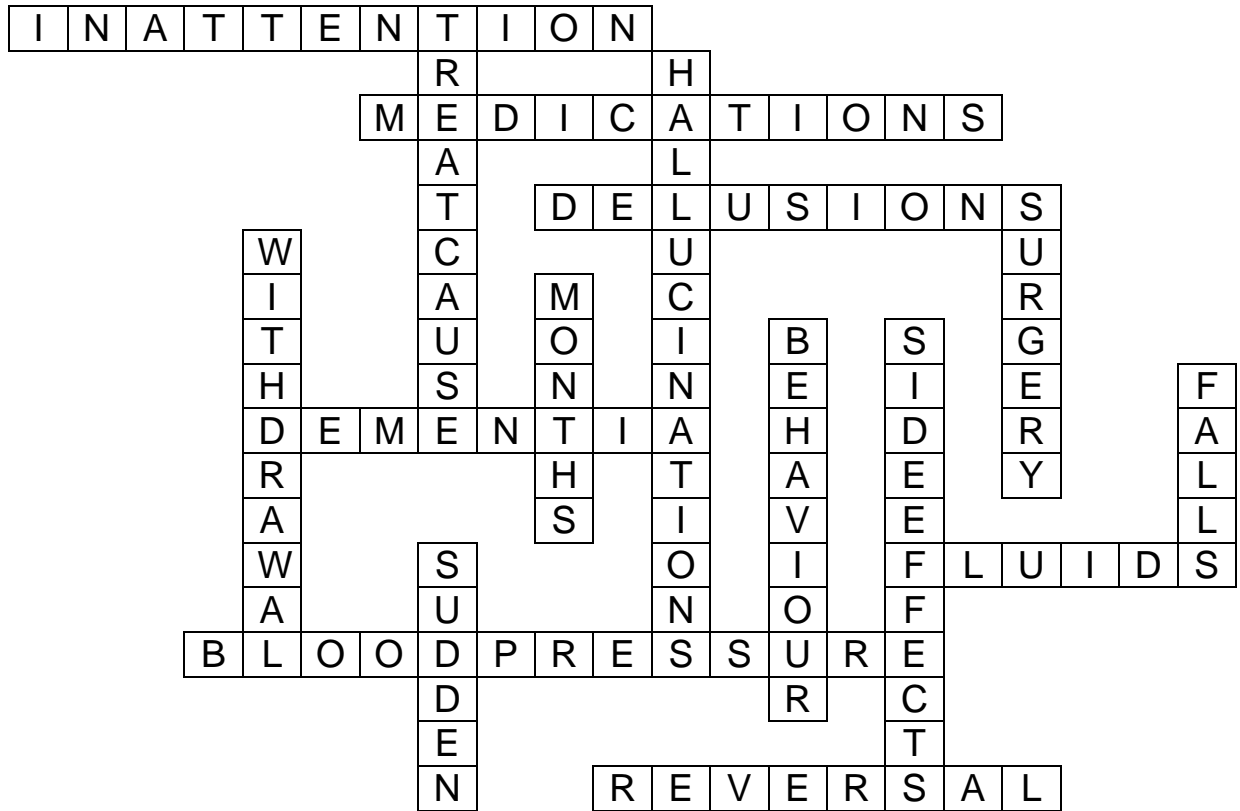 INATTENTION
TREATCAUSE
HALLUCINATIONS
MEDICATIONS
DELUSIONS
SURGERY
WITHDRAWAL
MONTHS
BEHAVIOUR
SIDEEFFECTS
FALLS
DEMENTIA
SUDDEN
FLUIDS
BLOODPRESSURE
REVERSAL